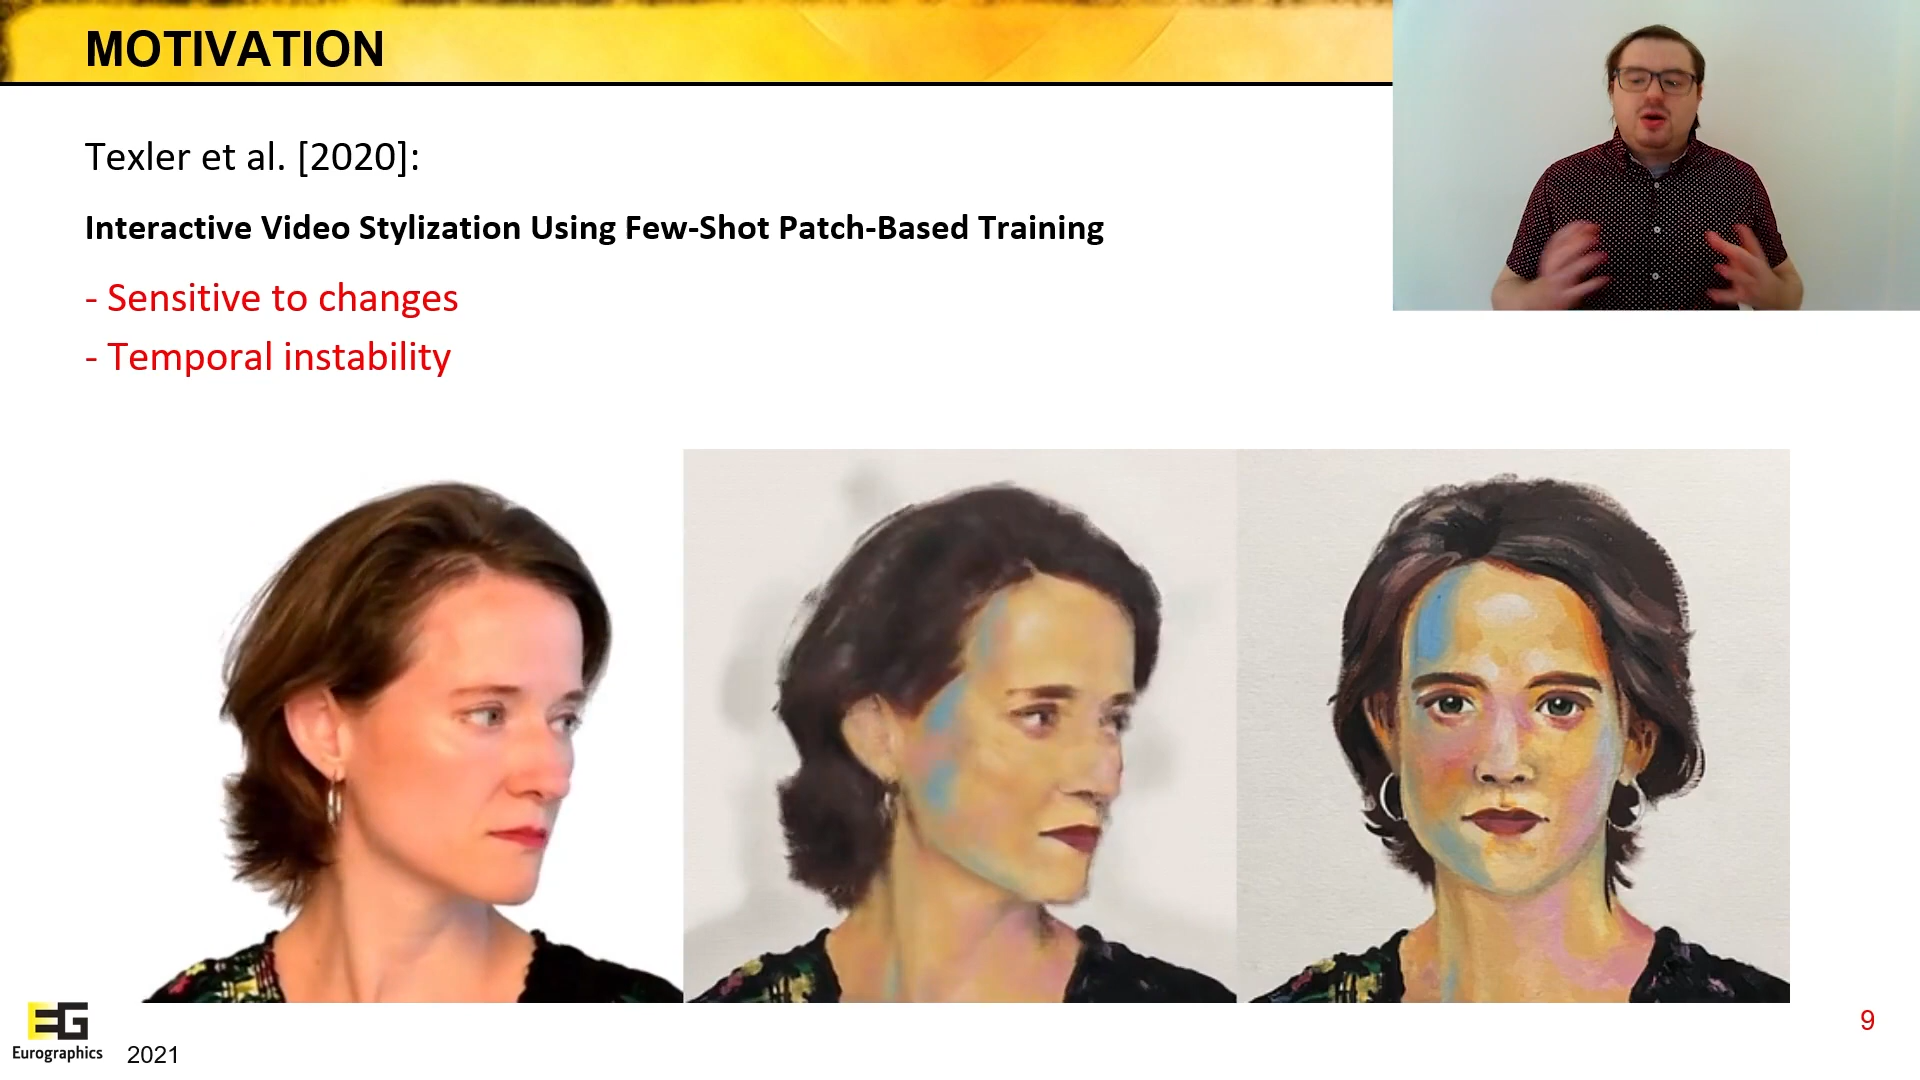 MOTIVATION
Texler et al. [2020]:
Interactive Video Stylization Using Few-Shot Patch-Based Training
- Sensitive to changes
- Temporal instability
EG
Eurographics
2021
9